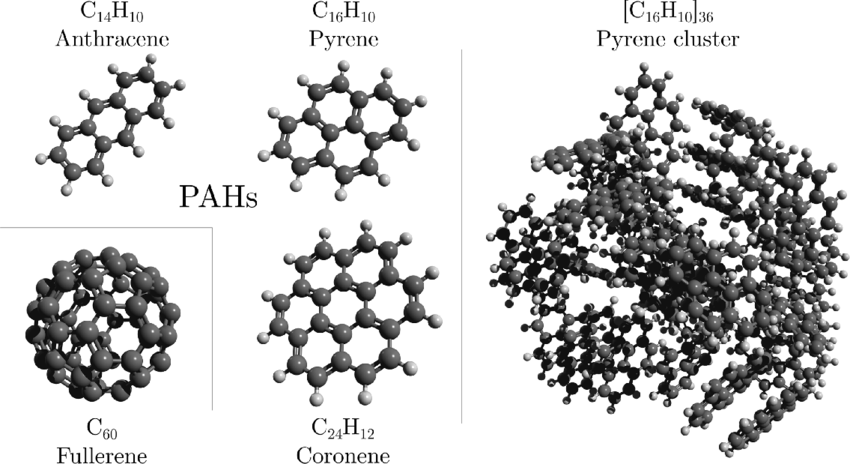 C₁₄H₁₀
Anthracene
C₁₆H₁₀
Pyrene
[C₁₆H₁₀]₃₆
Pyrene cluster
PAHs
C₆₀
Fullerene
C₂₄H₁₂
Coronene